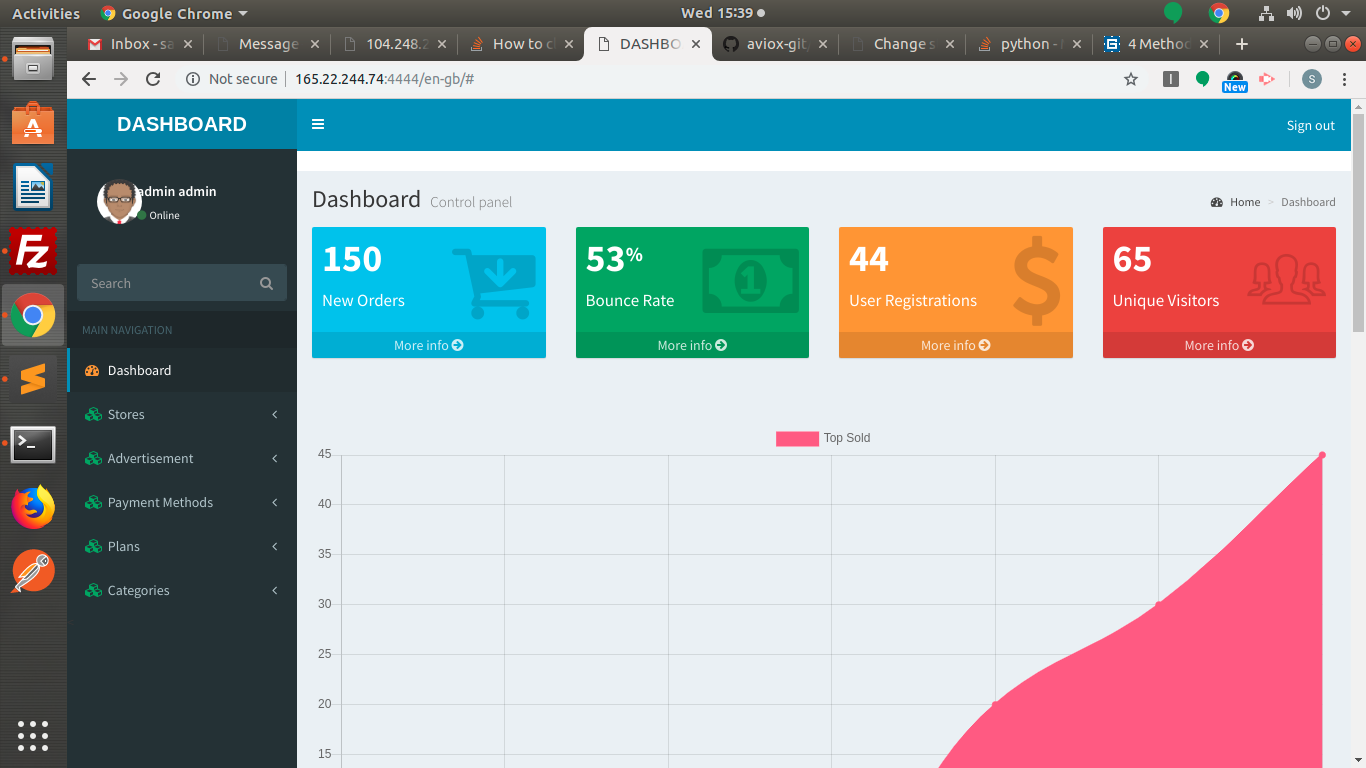 Activities Google Chrome Wed 15:39
Inbox - sa Message 104.248.2 How to c DASHBO aviox-git/ Change s python - 4 Metho
Not secure 165.22.244.74:4444/en-gb/# New S
DASHBOARD Sign out
admin admin
Online
Search
MAIN NAVIGATION
Dashboard
Stores
Advertisement
Payment Methods
Plans
Categories
Dashboard Control panel Home > Dashboard
150
New Orders
More info
53%
Bounce Rate
More info
44
User Registrations
More info
65
Unique Visitors
More info
Top Sold
45
40
35
30
25
20
15